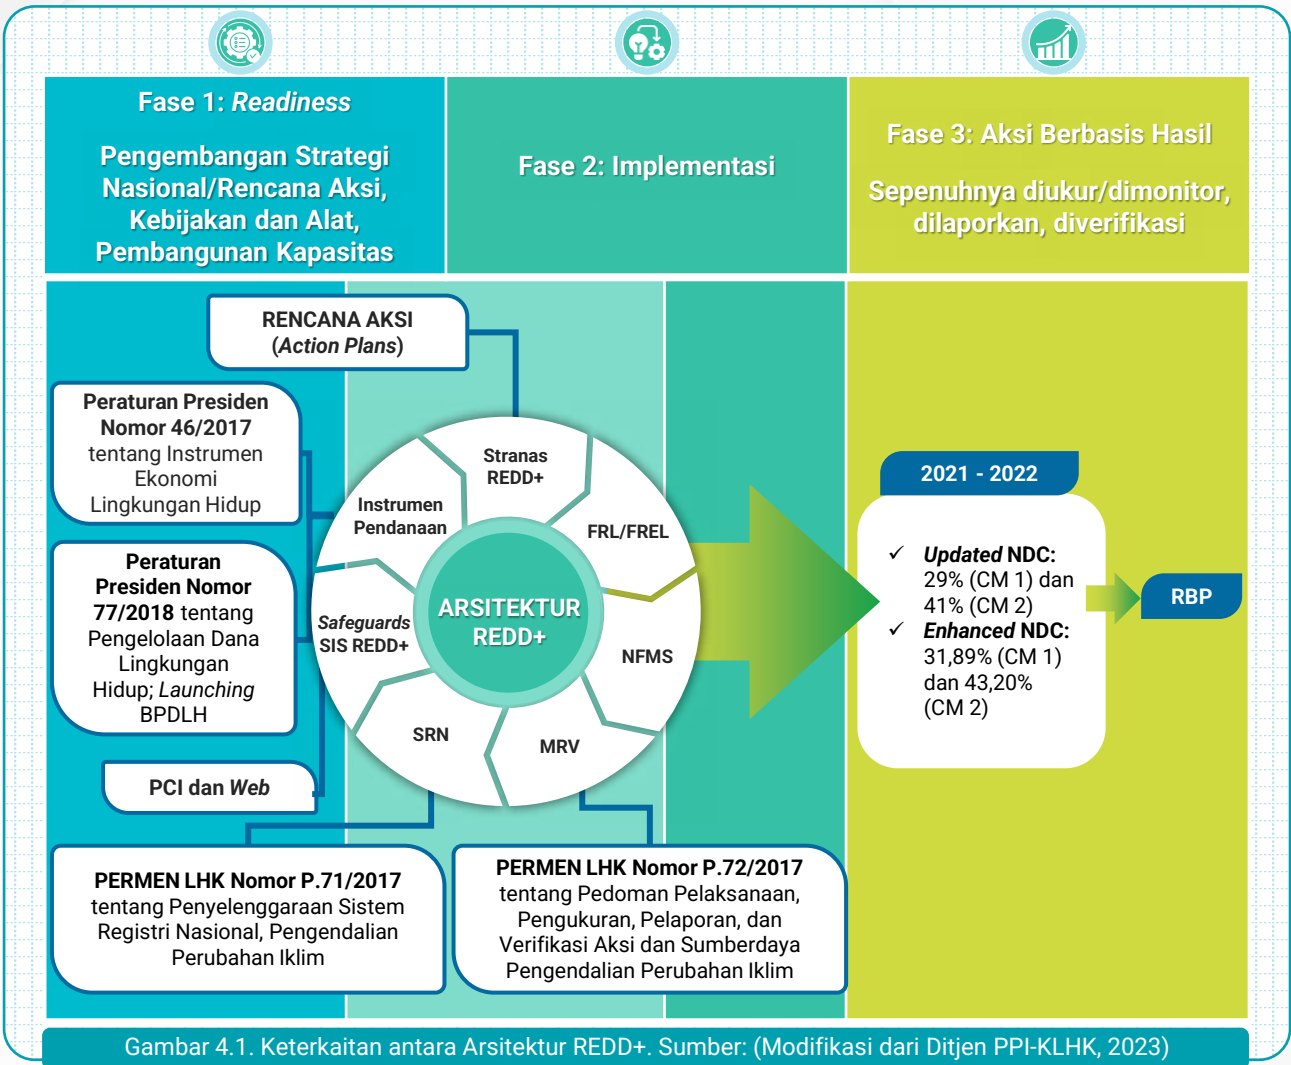 Fase 1: Readiness
Pengembangan Strategi
Nasional/Rencana Aksi,
Kebijakan dan Alat,
Pembangunan Kapasitas
Fase 2: Implementasi
Fase 3: Aksi Berbasis Hasil
Sepenuhnya diukur/dimonitor,
dilaporkan, diverifikasi
RENCANA AKSI
(Action Plans)
Peraturan Presiden
Nomor 46/2017
tentang Instrumen
Ekonomi
Lingkungan Hidup
Peraturan
Presiden Nomor
77/2018 tentang
Pengelolaan Dana
Lingkungan
Hidup; Launching
BPDLH
PCI dan Web
PERMEN LHK Nomor P.71/2017
tentang Penyelenggaraan Sistem
Registri Nasional, Pengendalian
Perubahan Iklim
PERMEN LHK Nomor P.72/2017
tentang Pedoman Pelaksanaan,
Pengukuran, Pelaporan, dan
Verifikasi Aksi dan Sumberdaya
Pengendalian Perubahan Iklim
Stranas
REDD+
FRL/FREL
NFMS
MRV
SRN
Safeguards
SIS REDD+
Instrumen
Pendanaan
ARSITEKTUR
REDD+
2021 - 2022
✓ Updated NDC:
29% (CM 1) dan
41% (CM 2)
✓ Enhanced NDC:
31,89% (CM 1)
dan 43,20%
(CM 2)
RBP
Gambar 4.1. Keterkaitan antara Arsitektur REDD+. Sumber: (Modifikasi dari Ditjen PPI-KLHK, 2023)